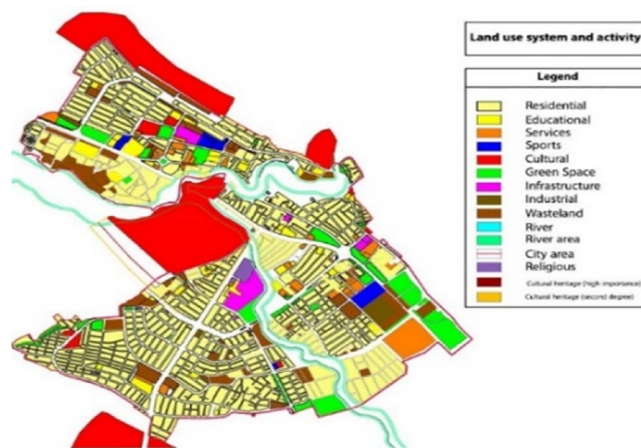 Land use system and activity
Legend
Residential
Educational
Services
Sports
Cultural
Green Space
Infrastructure
Industrial
Wasteland
River
River area
City area
Religious
Cultural heritage (high importance)
Cultural heritage (second degree)